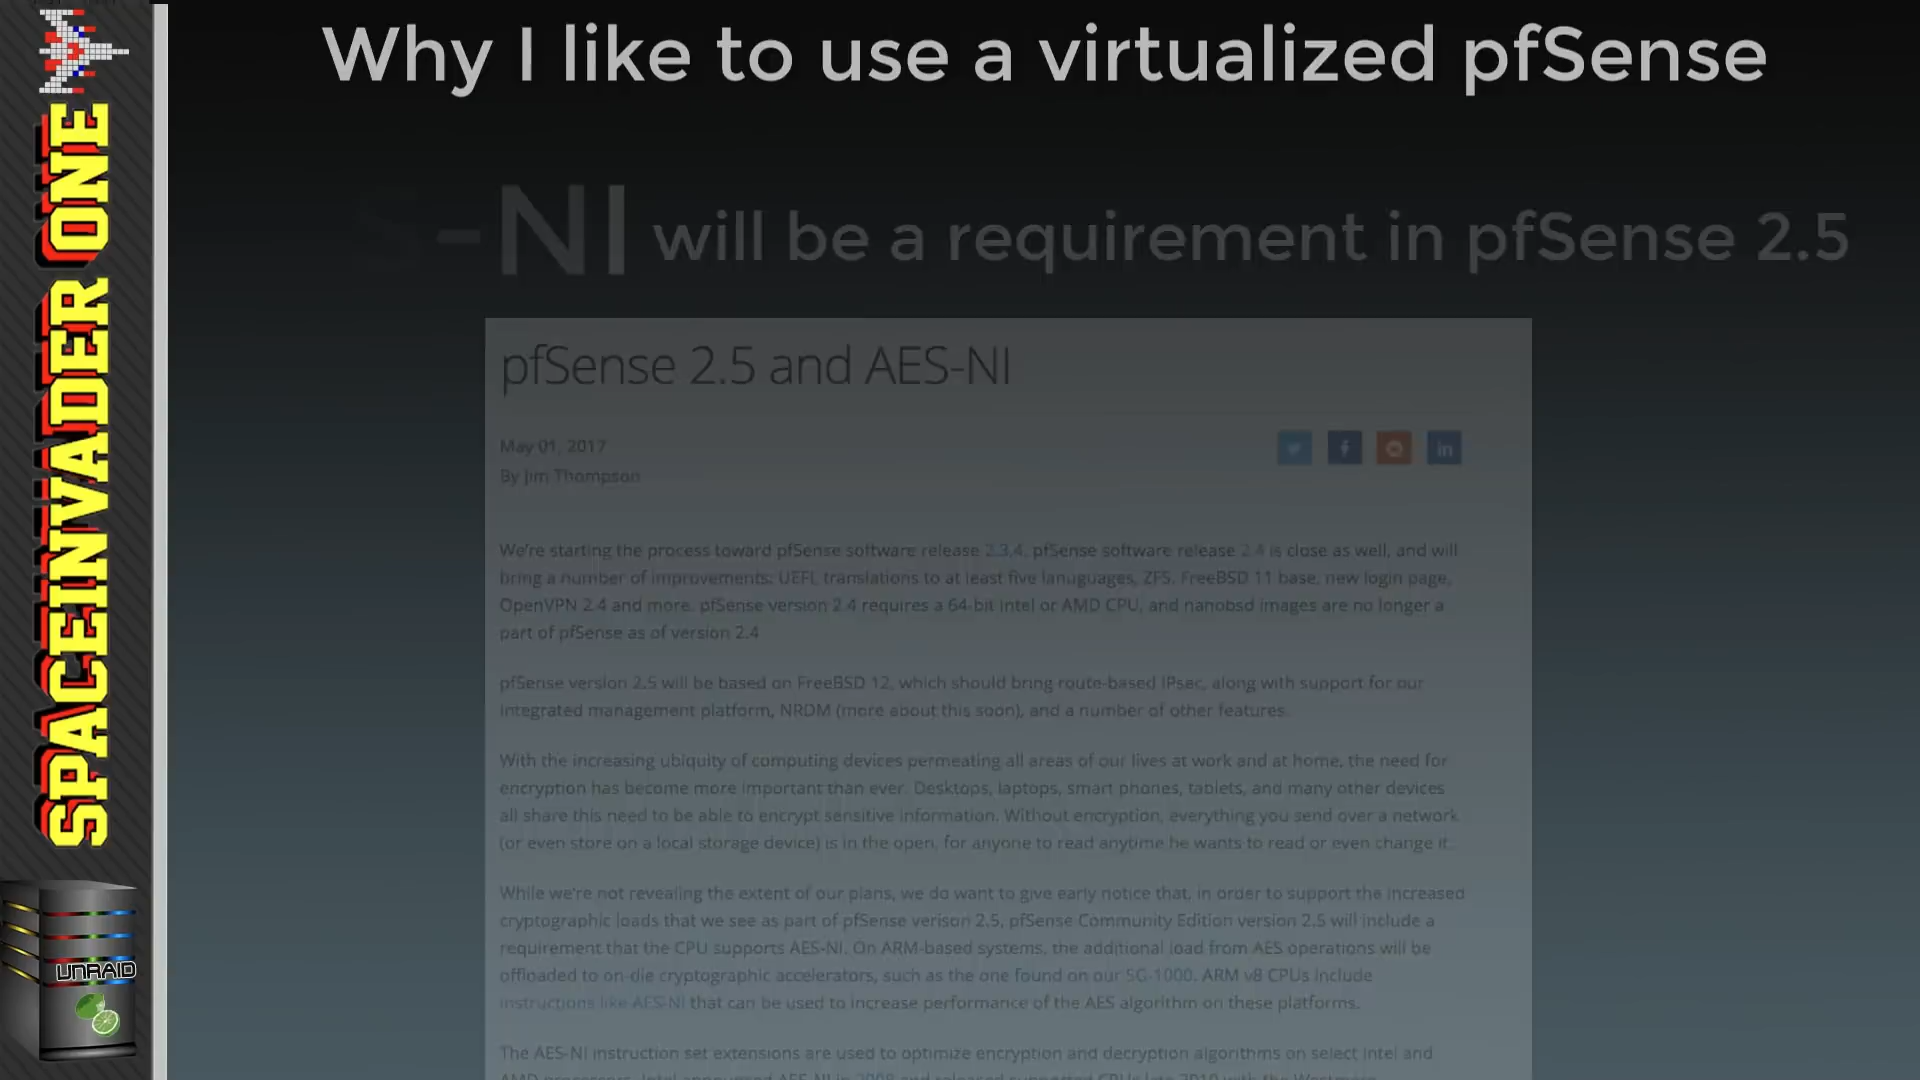 Why I like to use a virtualized pfSense
SPACEINVADER ONE
S-NI will be a requirement in pfSense 2.5
pfSense 2.5 and AES-NI
May 01, 2017
By Jim Thompson
We're starting the process toward pfSense software release 2.3.4. pfSense software release 2.4 is close as well, and will
bring a number of improvements: UEFI, translations to at least five lanuguages, ZFS, FreeBSD 11 base, new login page,
OpenVPN 2.4 and more. pfSense version 2.4 requires a 64-bit Intel or AMD CPU, and nanobsd images are no longer a
part of pfSense as of version 2.4
pfSense version 2.5 will be based on FreeBSD 12, which should bring route-based IPsec, along with support for our
integrated management platform, NRDM (more about this soon), and a number of other features.
With the increasing ubiquity of computing devices permeating all areas of our lives at work and at home, the need for
encryption has become more important than ever. Desktops, laptops, smart phones, tablets, and many other devices
all share this need to be able to encrypt sensitive information. Without encryption, everything you send over a network
(or even store on a local storage device) is in the open, for anyone to read anytime he wants to read or even change it.
While we're not revealing the extent of our plans, we do want to give early notice that, in order to support the increased
cryptographic loads that we see as part of pfSense verison 2.5, pfSense Community Edition version 2.5 will include a
requirement that the CPU supports AES-NI. On ARM-based systems, the additional load from AES operations will be
offloaded to on-die cryptographic accelerators, such as the one found on our SG-1000. ARM v8 CPUs include
instructions like AES-NI that can be used to increase performance of the AES algorithm on these platforms.
The AES-NI instruction set extensions are used to optimize encryption and decryption algorithms on select Intel and
UNRAID